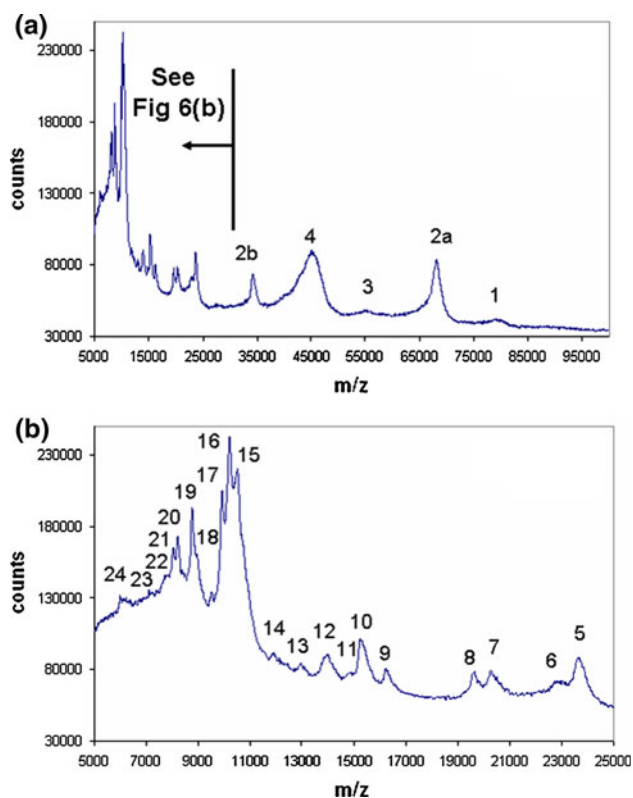 (a)
230000
180000
130000
80000
30000
counts
See
Fig 6(b)
2b
4
3
2a
1
5000 15000 25000 35000 45000 55000 65000 75000 85000 95000
m/z
(b)
230000
180000
130000
80000
30000
counts
24 23 22 21 20 19 18 17 16 15 14 13 12 11 10 9 8 7 6 5
5000 7000 9000 11000 13000 15000 17000 19000 21000 23000 25000
m/z